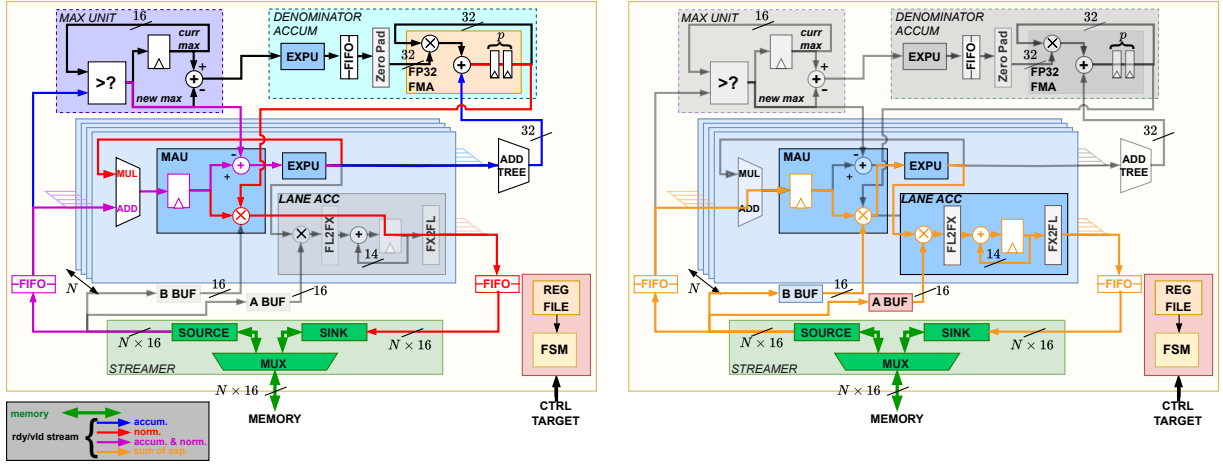 MAX UNIT
16
curr
max
>?
new max
+
-
DENOMINATOR
ACCUM
32
EXPU
FIFO
Zero Pad
32
FP32
FMA
p
MAU
-
+
MUL
ADD
EXPU
ADD
TREE
32
LANE ACC
FL2FX
14
FX2FL
FIFO
N
B BUF
16
A BUF
16
FIFO
N × 16
SOURCE
SINK
N × 16
MUX
STREAMER
N × 16
MEMORY
REG
FILE
FSM
CTRL
TARGET
memory
rdy/vld stream
accum.
norm.
accum. & norm.
sum of exp.
MAX UNIT
16
curr
max
>?
new max
+
-
DENOMINATOR
ACCUM
32
EXPU
FIFO
Zero Pad
32
FP32
FMA
p
MAU
-
+
MUL
ADD
EXPU
ADD
TREE
32
LANE ACC
FL2FX
14
FX2FL
FIFO
N
B BUF
16
A BUF
16
FIFO
N × 16
SOURCE
SINK
N × 16
MUX
STREAMER
N × 16
MEMORY
REG
FILE
FSM
CTRL
TARGET